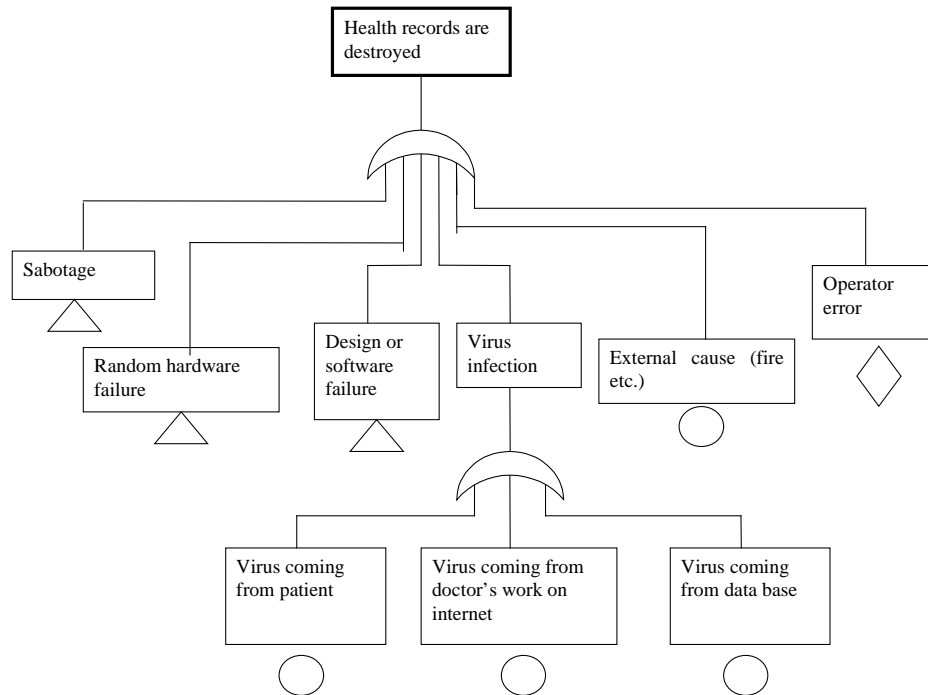 Health records are
destroyed
Sabotage
Operator
error
Random hardware
failure
Design or
software
failure
Virus
infection
External cause (fire
etc.)
Virus coming
from patient
Virus coming from
doctor's work on
internet
Virus coming
from data base